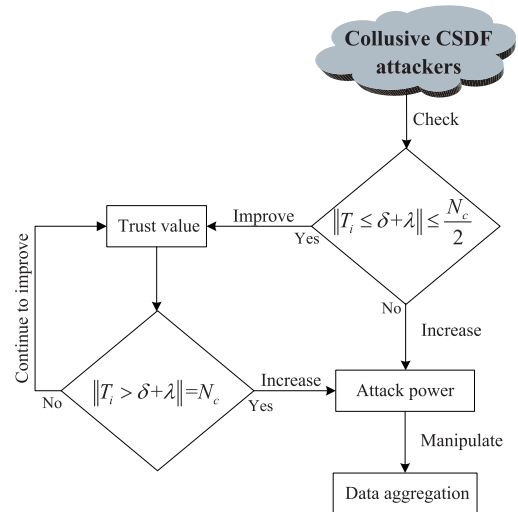 Collusive CSDF
attackers
Check
‖T_i ≤ δ+λ‖ ≤ N_c/2
Improve
Yes
Trust value
No
Increase
Continue to improve
‖T_i > δ+λ‖=N_c
No
Increase
Yes
Attack power
Manipulate
Data aggregation